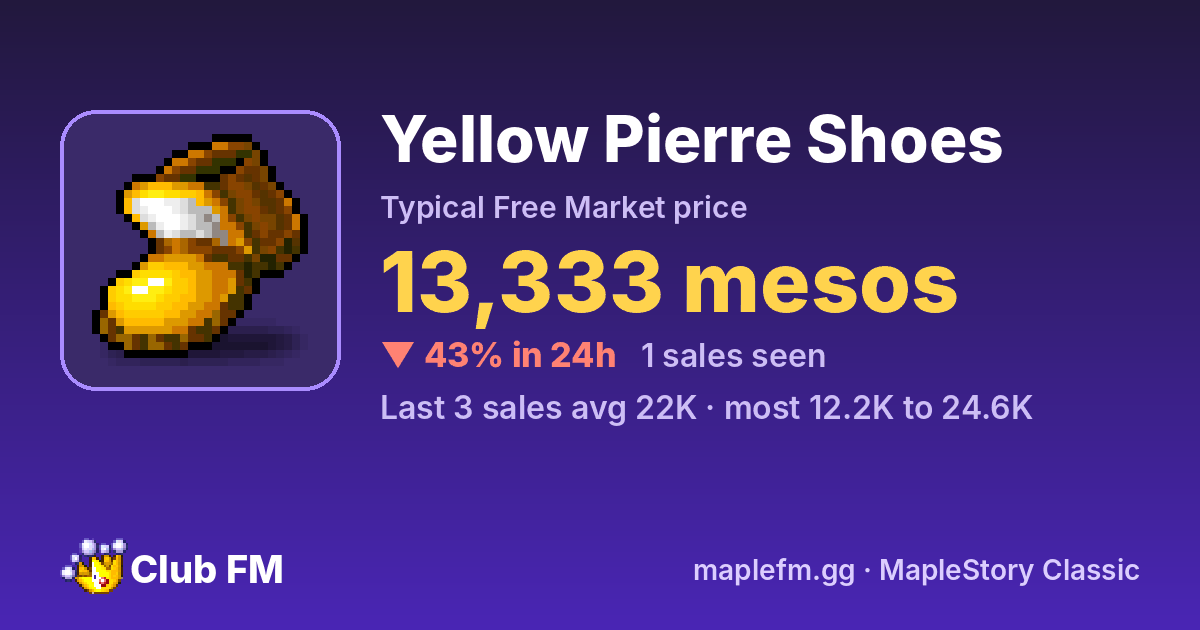 Yellow Pierre Shoes
Typical Free Market price
13,333 mesos
▼ 43% in 24h 1 sales seen
Last 3 sales avg 22K · most 12.2K to 24.6K
Club FM
maplefm.gg · MapleStory Classic